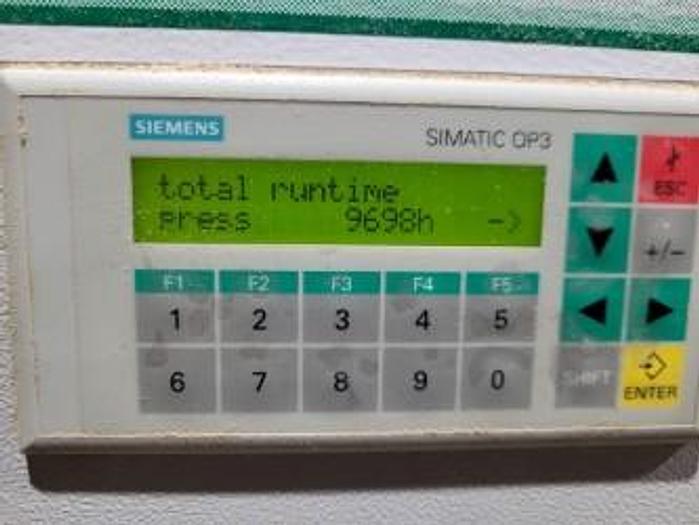 SIEMENS
SIMATIC OP3
total runtime
press 9698h ->
ESC
+/-
F1 F2 F3 F4 F5
1 2 3 4 5
6 7 8 9 0
SHIFT
ENTER